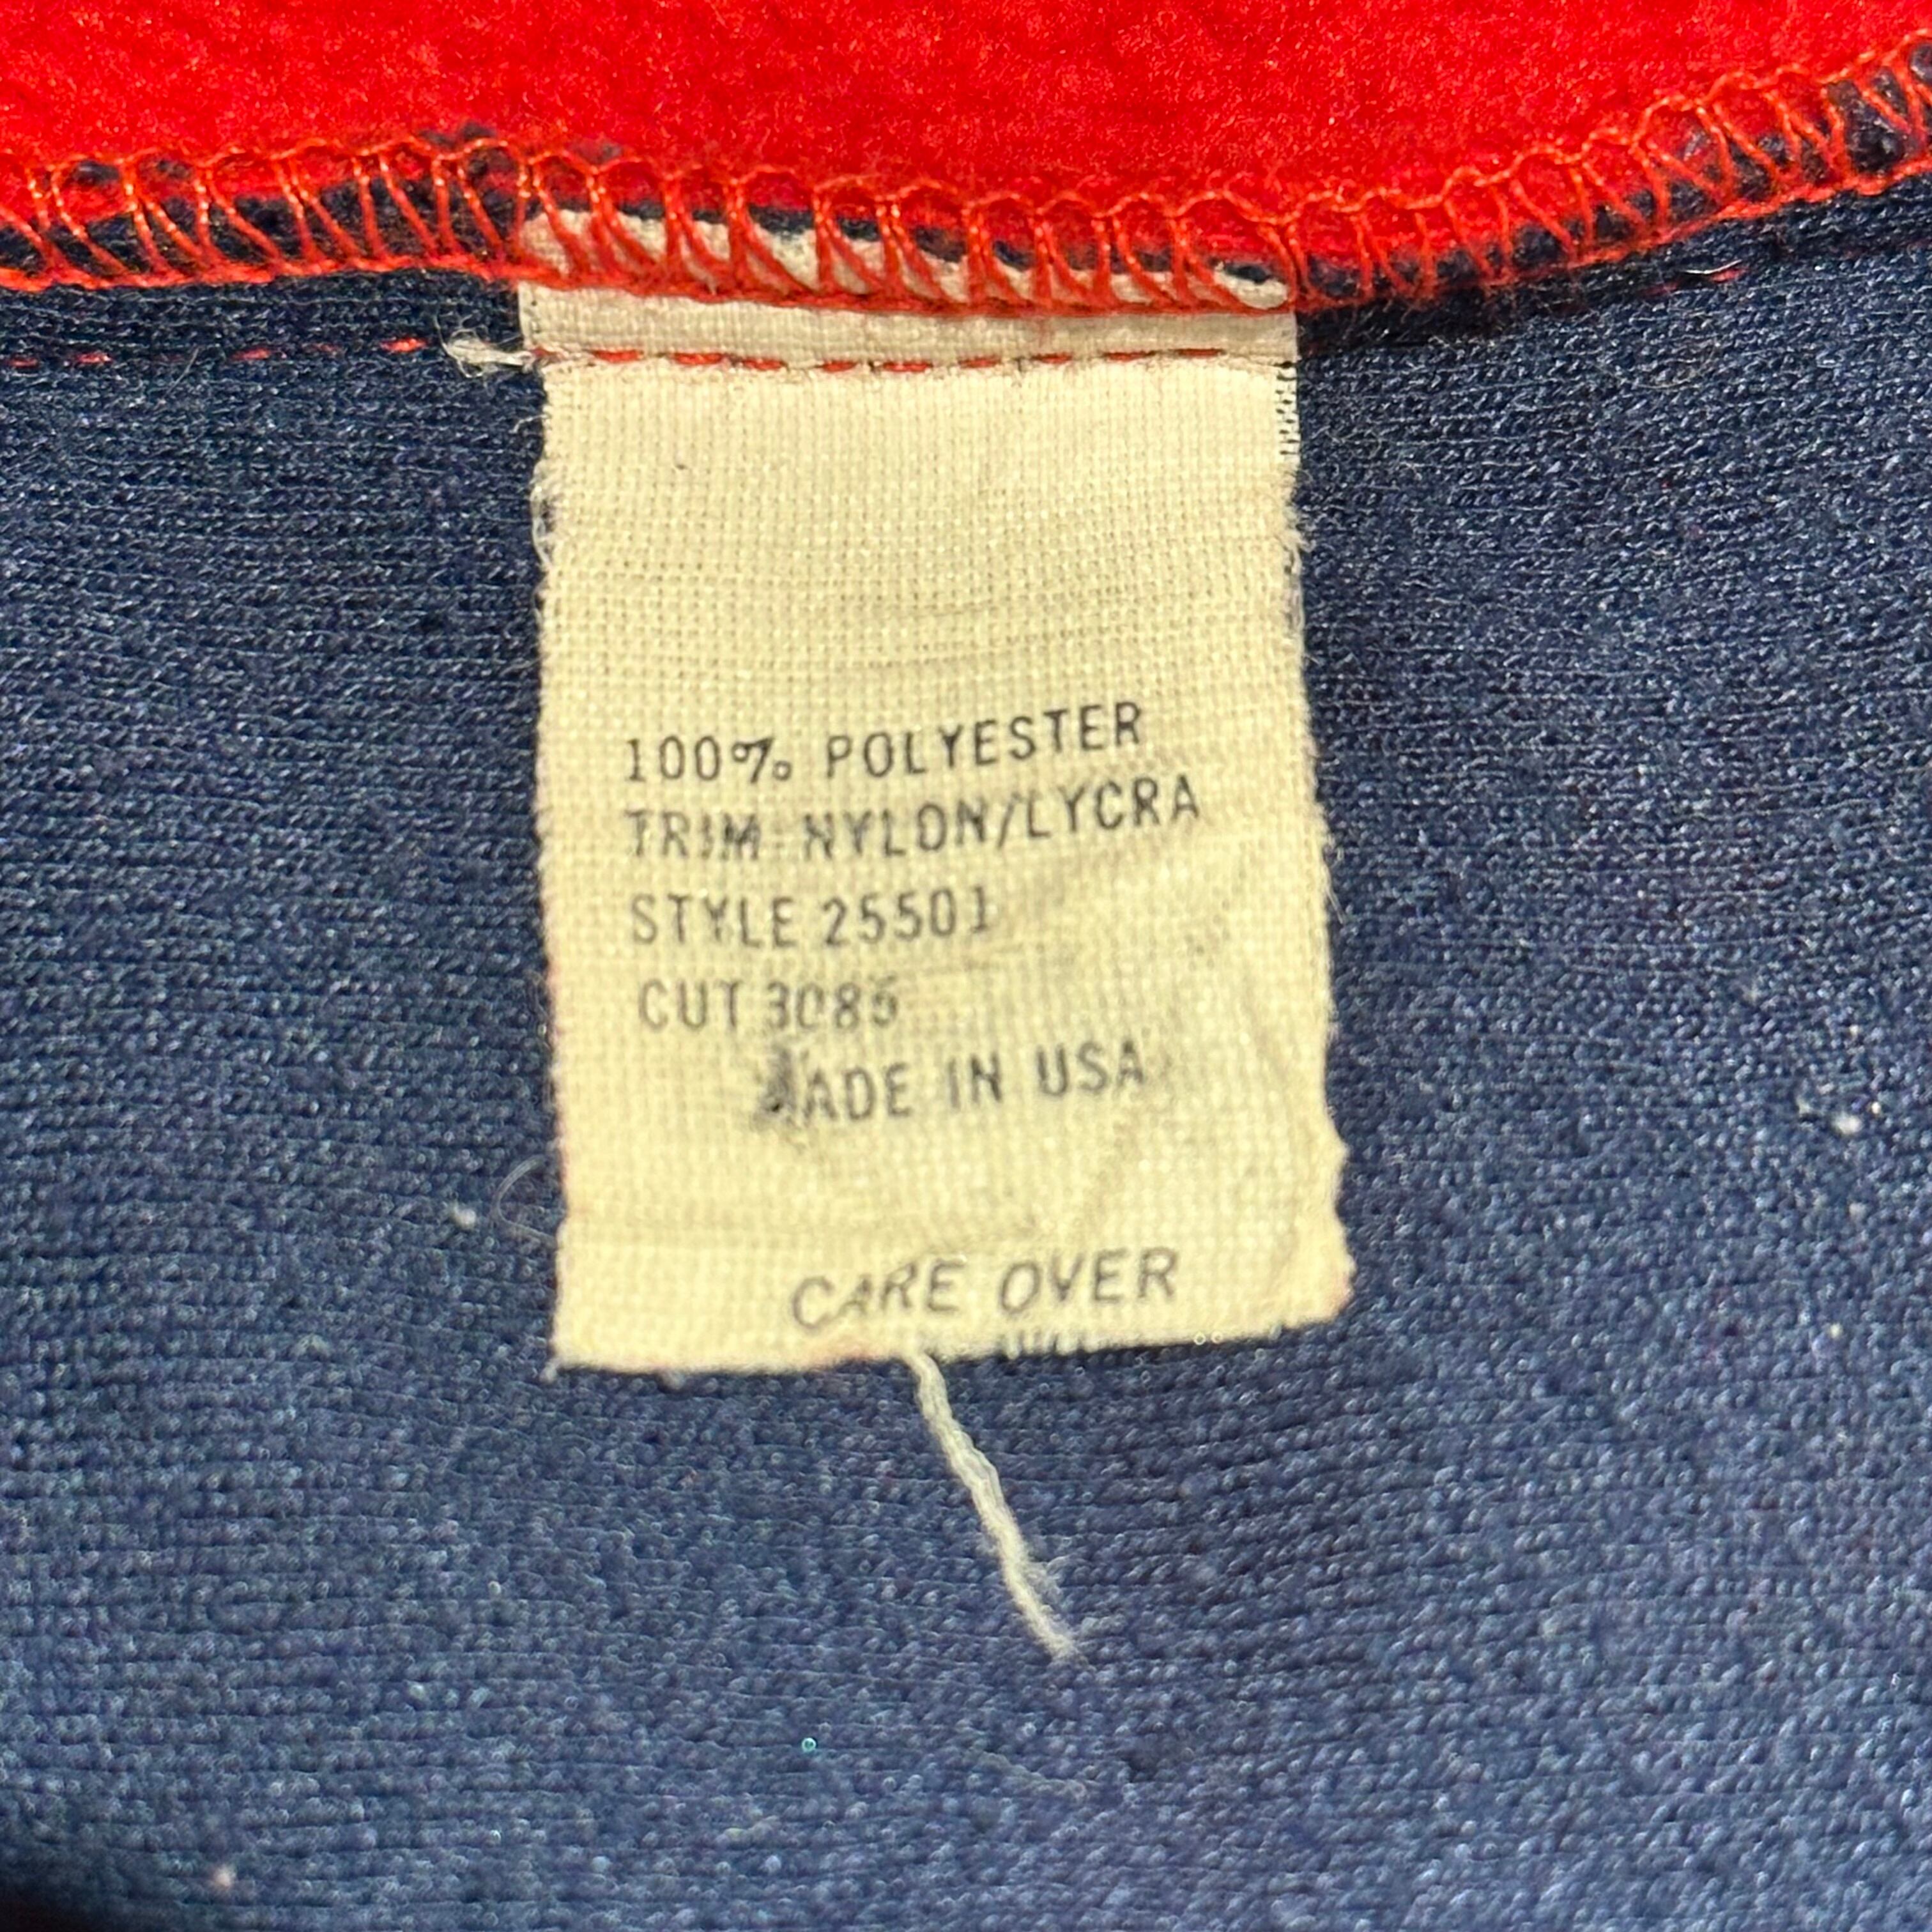 100% POLYESTER
TRIM NYLON/LYCRA
STYLE 25501
CUT 3085
MADE IN USA
CARE OVER